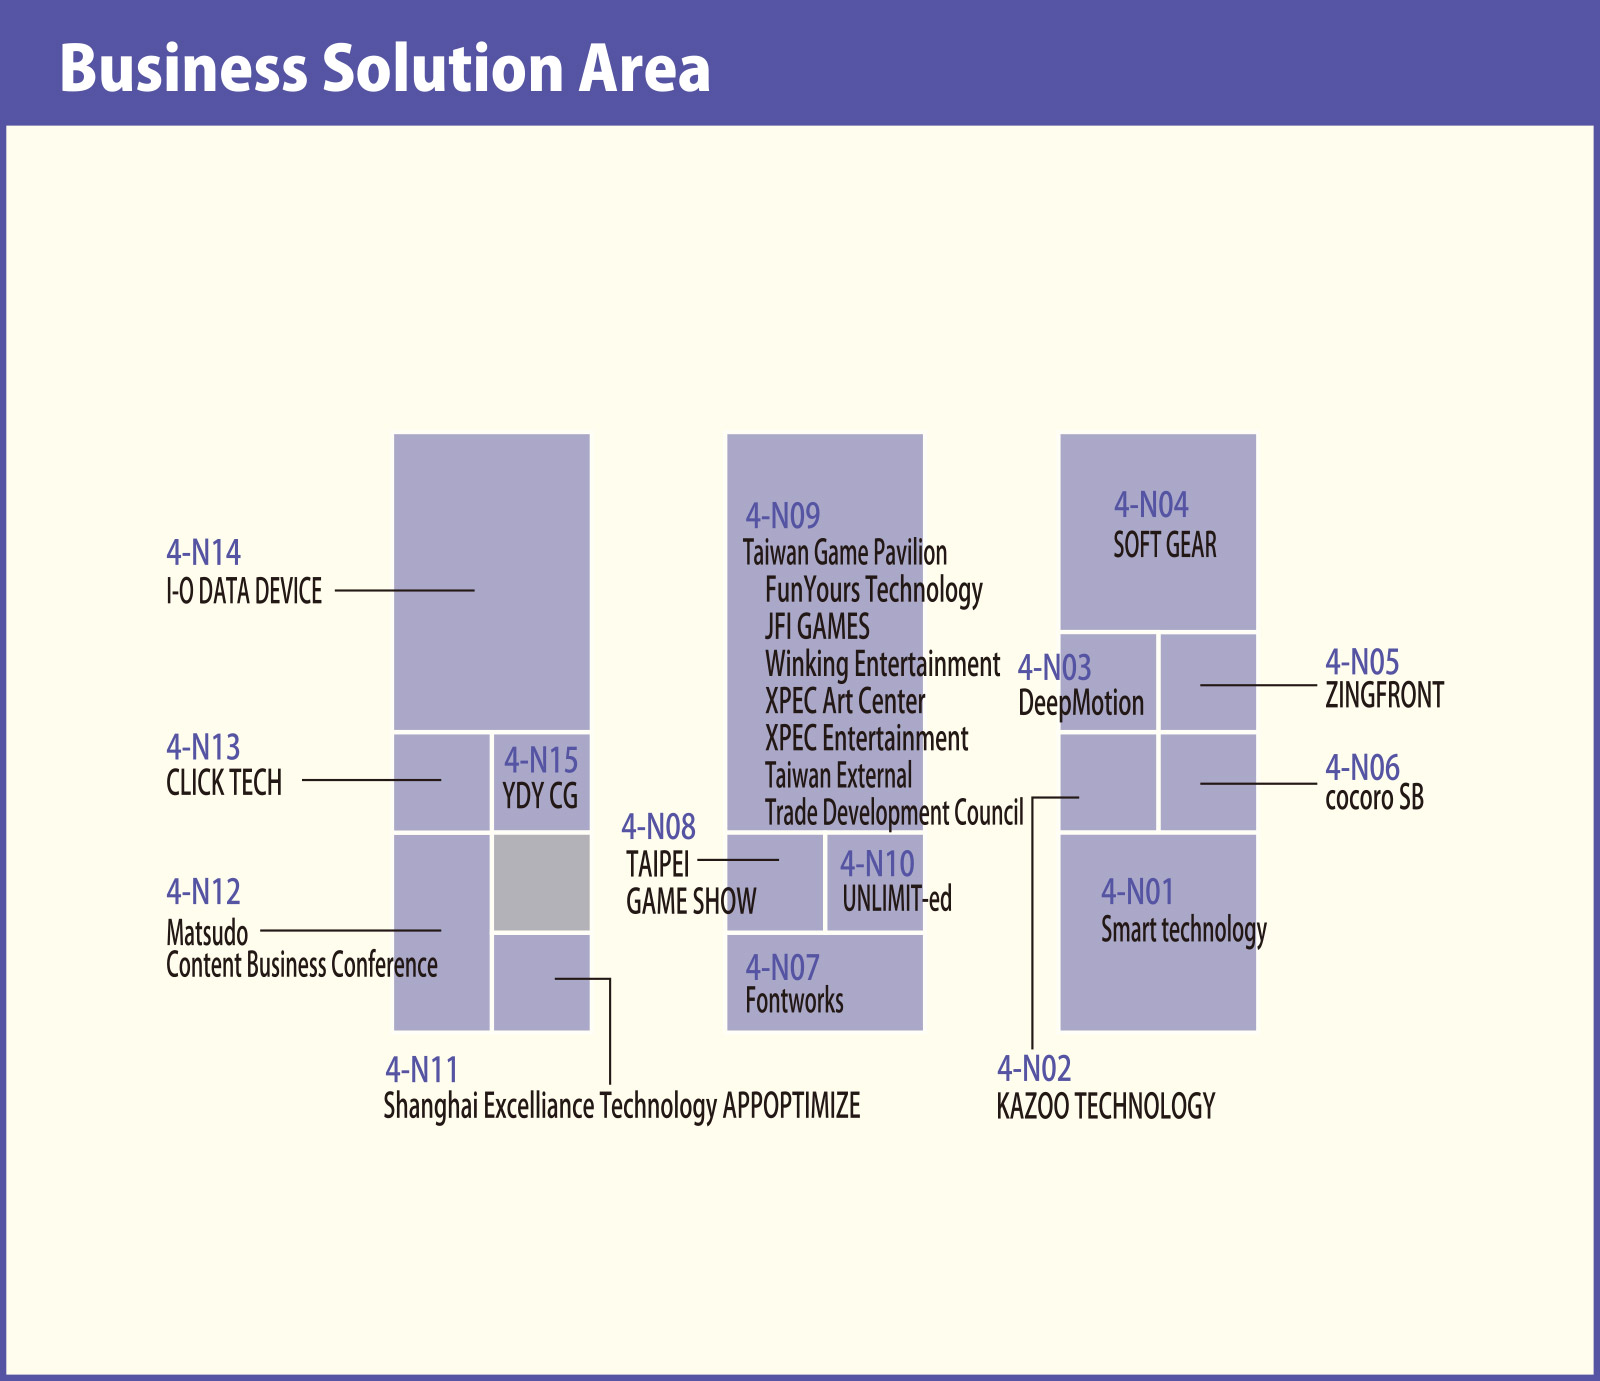 Business Solution Area
4-N14
I-O DATA DEVICE
4-N13
CLICK TECH
4-N15
YDY CG
4-N12
Matsudo
Content Business Conference
4-N11
Shanghai Excelliance Technology APPOPTIMIZE
4-N09
Taiwan Game Pavilion
FunYours Technology
JFI GAMES
Winking Entertainment
XPEC Art Center
XPEC Entertainment
Taiwan External
Trade Development Council
4-N08
TAIPEI
GAME SHOW
4-N10
UNLIMIT-ed
4-N07
Fontworks
4-N04
SOFT GEAR
4-N03
DeepMotion
4-N05
ZINGFRONT
4-N06
cocoro SB
4-N01
Smart technology
4-N02
KAZOO TECHNOLOGY